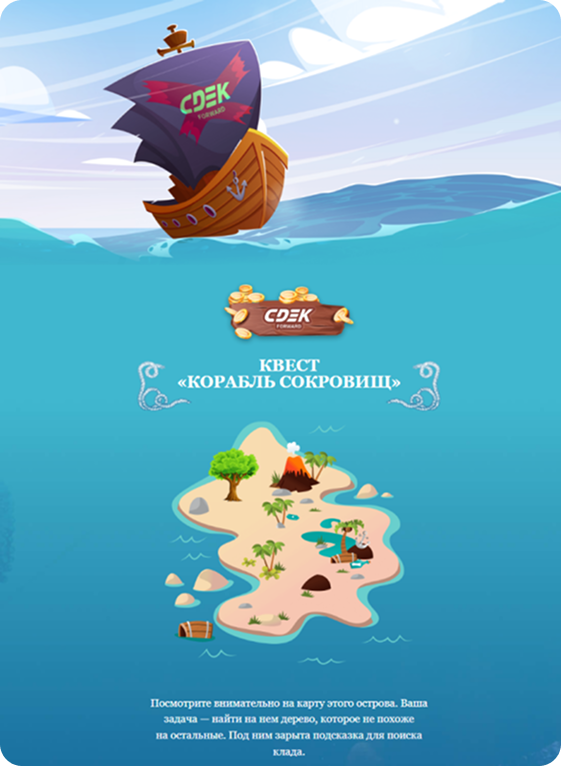 CDEK
FORWARD
CDEK
FORWARD
КВЕСТ
«КОРАБЛЬ СОКРОВИЩ»
Посмотрите внимательно на карту этого острова. Ваша
задача — найти на нем дерево, которое не похоже
на остальные. Под ним зарыта подсказка для поиска
клада.